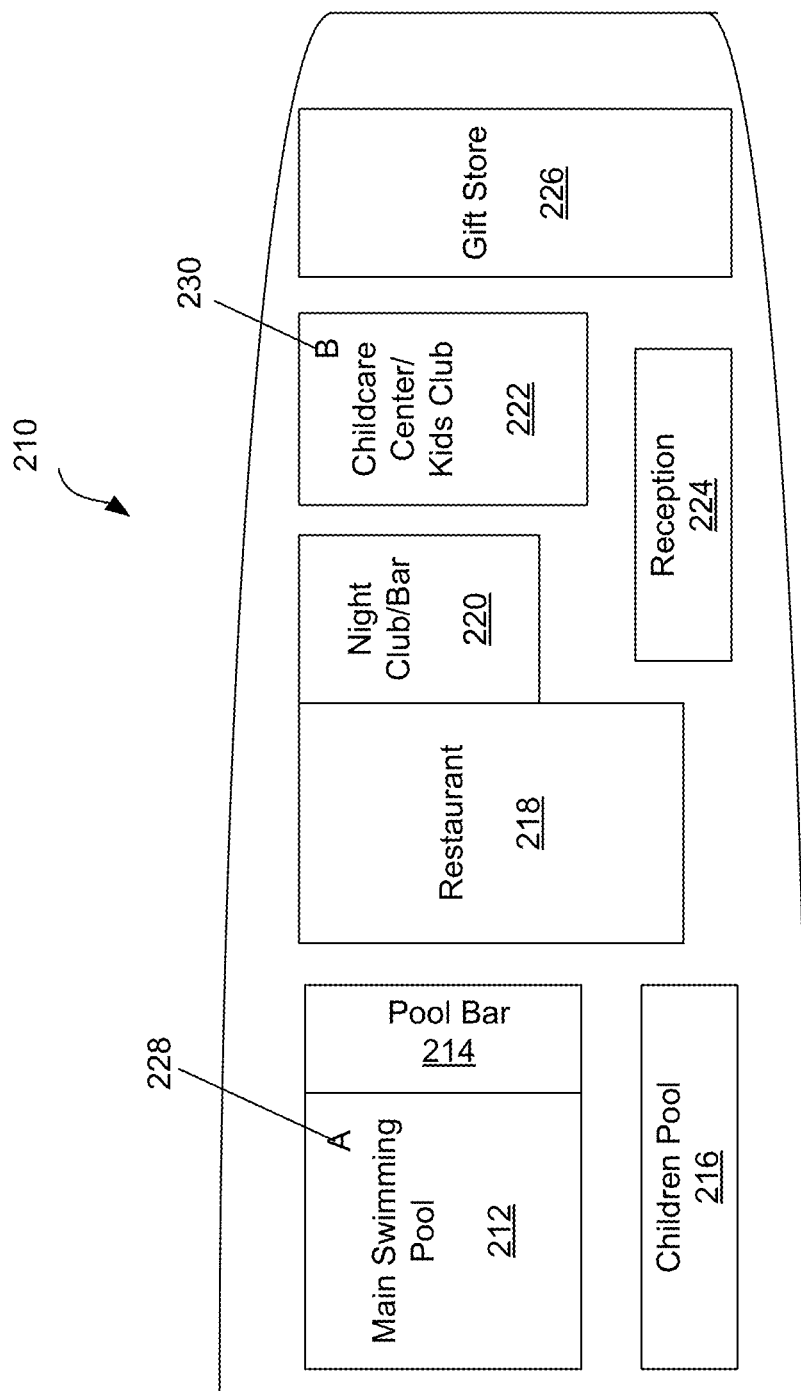 210
228
230
A
Main Swimming
Pool
212
Pool Bar
214
Children Pool
216
Restaurant
218
Night
Club/Bar
220
B
Childcare
Center/
Kids Club
222
Reception
224
Gift Store
226